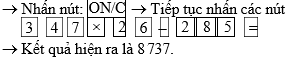 → Nhấn nút: ON/C → Tiếp tục nhấn các nút
3 4 7 × 2 6 – 2 8 5 =
→ Kết quả hiện ra là 8 737.